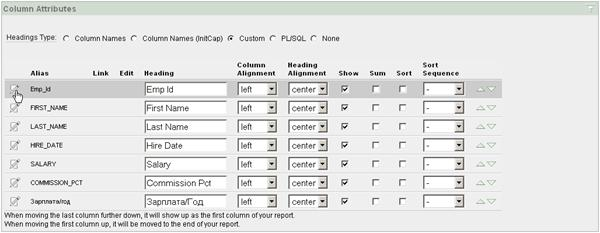 Column Attributes
Headings Type: Column Names Column Names (InitCap) Custom PL/SQL None
Alias Link Edit Heading Column Alignment Heading Alignment Show Sum Sort Sort Sequence
Emp_Id Emp Id left center -
FIRST_NAME First Name left center -
LAST_NAME Last Name left center -
HIRE_DATE Hire Date left center -
SALARY Salary left center -
COMMISSION_PCT Commission Pct left center -
Зарплата/год Зарплата/Год left center -
When moving the last column further down, it will show up as the first column of your report.
When moving the first column up, it will be moved to the end of your report.